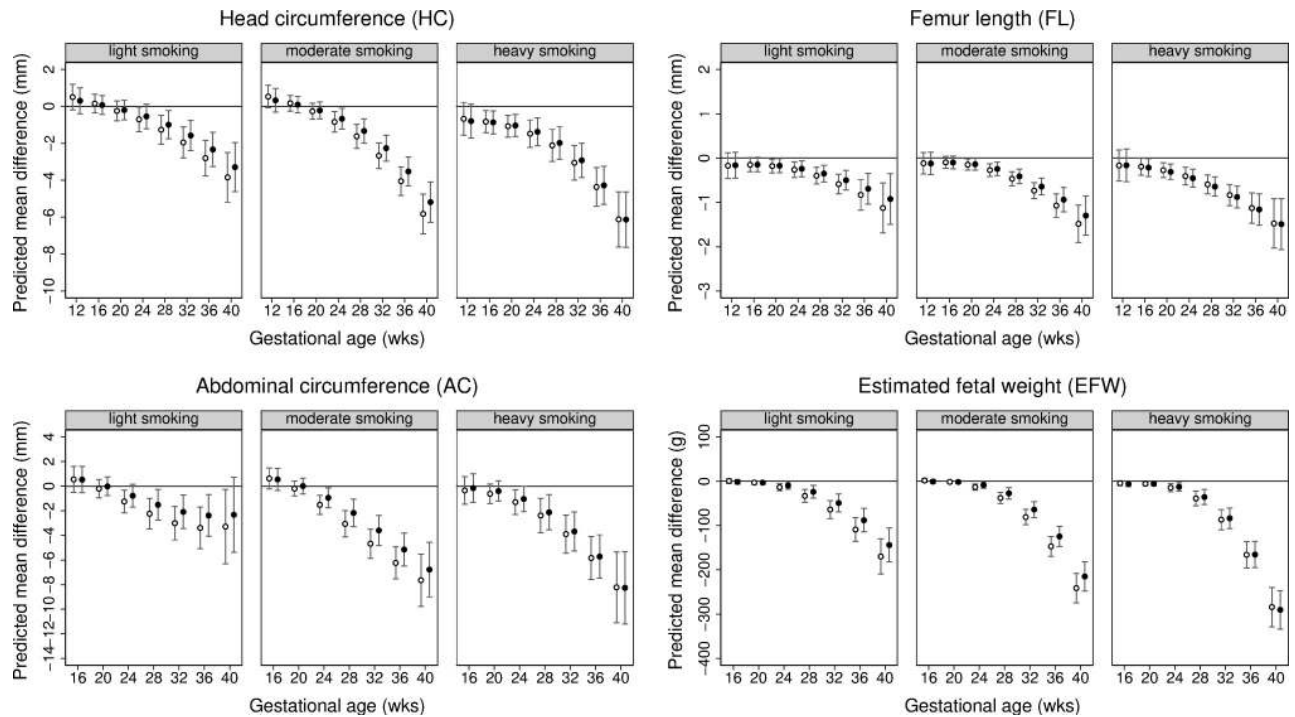 Head circumference (HC)
light smoking moderate smoking heavy smoking
Predicted mean difference (mm)
2
0
-2
-4
-6
-8
-10
12 16 20 24 28 32 36 40 12 16 20 24 28 32 36 40 12 16 20 24 28 32 36 40
Gestational age (wks)
Femur length (FL)
light smoking moderate smoking heavy smoking
Predicted mean difference (mm)
2
1
0
-1
-2
-3
12 16 20 24 28 32 36 40 12 16 20 24 28 32 36 40 12 16 20 24 28 32 36 40
Gestational age (wks)
Abdominal circumference (AC)
light smoking moderate smoking heavy smoking
Predicted mean difference (mm)
4
2
0
-2
-4
-6
-8
-10
-12
-14
16 20 24 28 32 36 40 16 20 24 28 32 36 40 16 20 24 28 32 36 40
Gestational age (wks)
Estimated fetal weight (EFW)
light smoking moderate smoking heavy smoking
Predicted mean difference (g)
100
0
-100
-200
-300
-400
16 20 24 28 32 36 40 16 20 24 28 32 36 40 16 20 24 28 32 36 40
Gestational age (wks)